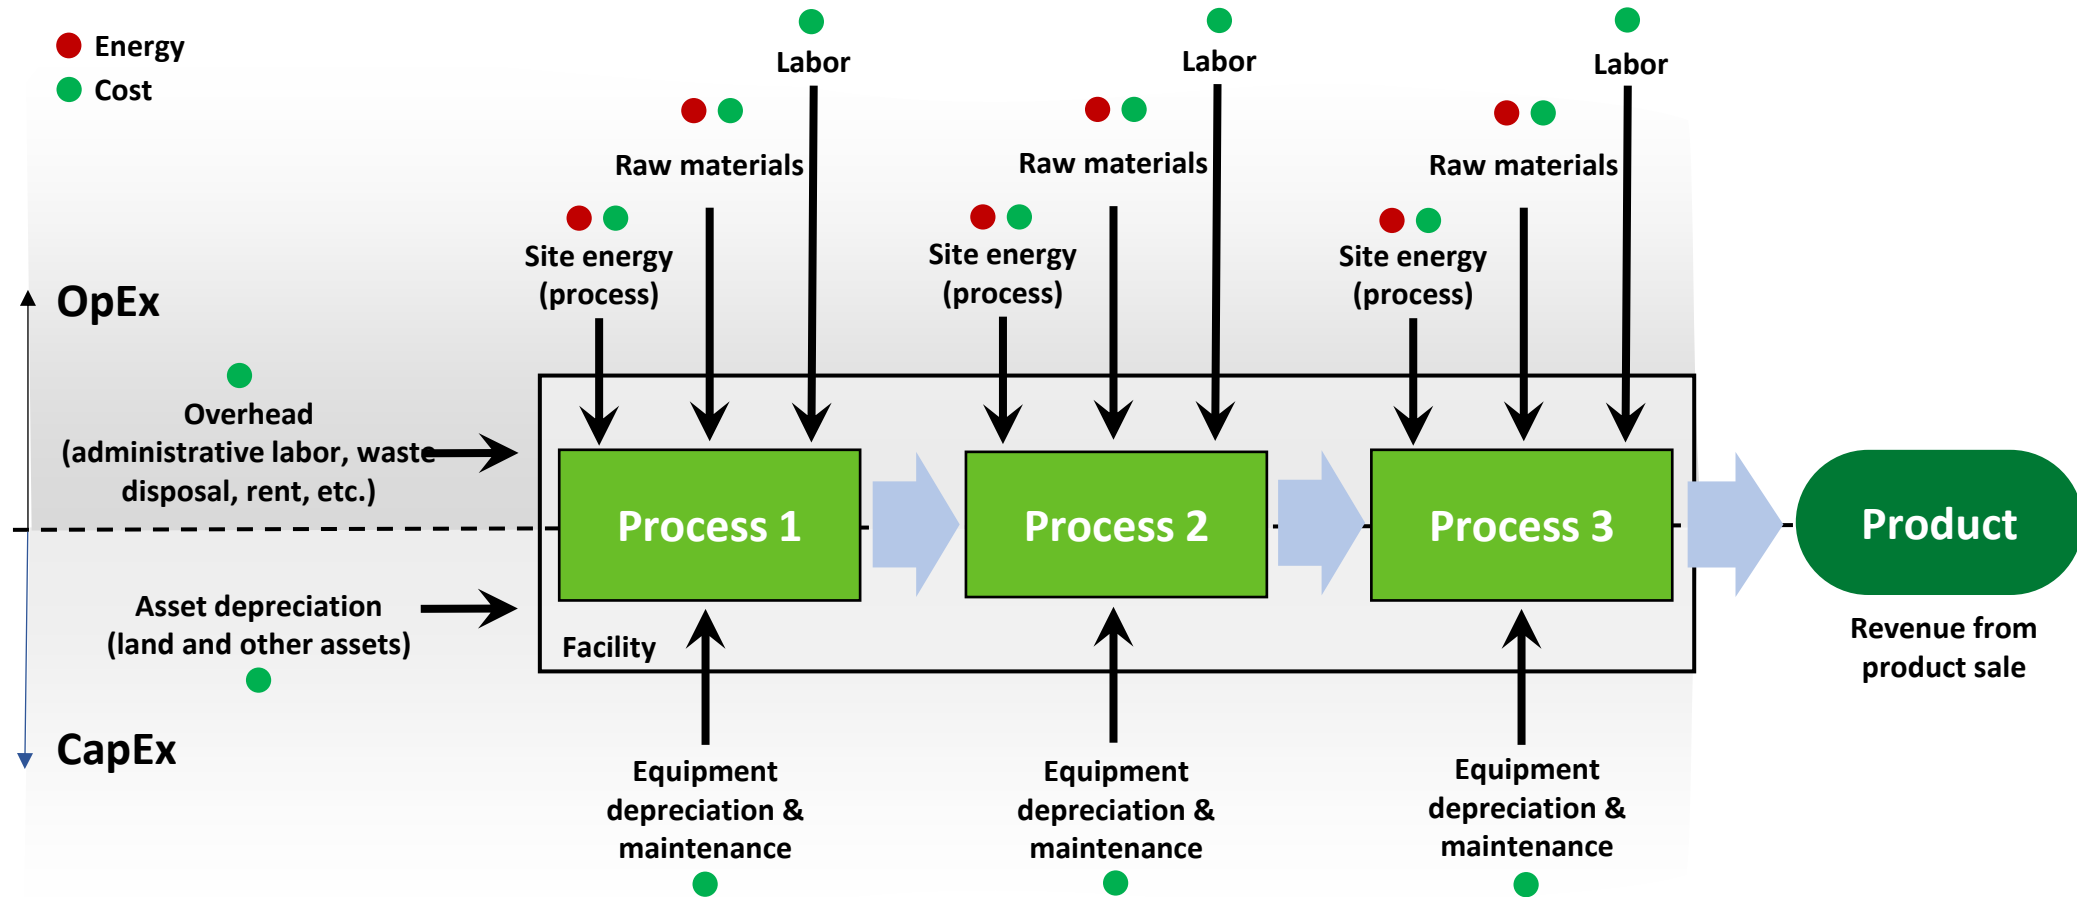 Energy
Cost
Labor
Labor
Labor
Raw materials
Raw materials
Raw materials
Site energy
(process)
Site energy
(process)
Site energy
(process)
OpEx
Overhead
(administrative labor, waste
disposal, rent, etc.)
Process 1
Process 2
Process 3
Product
Asset depreciation
(land and other assets)
Facility
Revenue from
product sale
CapEx
Equipment
depreciation &
maintenance
Equipment
depreciation &
maintenance
Equipment
depreciation &
maintenance